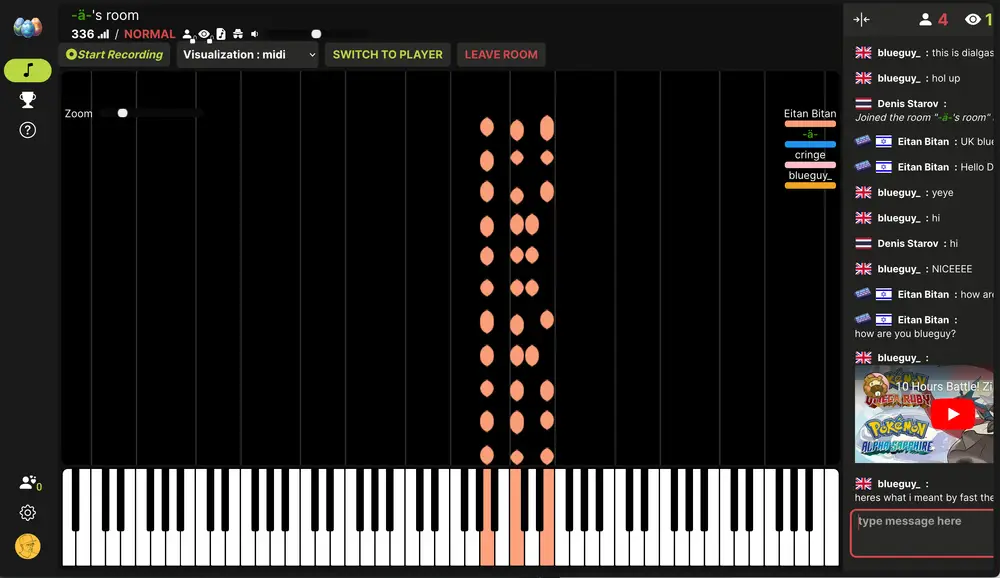 -ä-'s room
336 / NORMAL
Start Recording
Visualization : midi
SWITCH TO PLAYER
LEAVE ROOM
Zoom
Eitan Bitan
-ä-
cringe
blueguy_
0
4
1
blueguy_ : this is dialgas
blueguy_ : hol up
Denis Starov :
Joined the room "-ä-'s room"
Eitan Bitan : UK blue
Eitan Bitan : Hello D
blueguy_ : yeye
blueguy_ : hi
Denis Starov : hi
blueguy_ : NICEEEE
Eitan Bitan : how are
Eitan Bitan :
how are you blueguy?
blueguy_ :
10 Hours Battle! Zi
POKéMON
OMEGA RUBY
POKéMON
ALPHA SAPPHIRE
blueguy_ :
heres what i meant by fast the
type message here